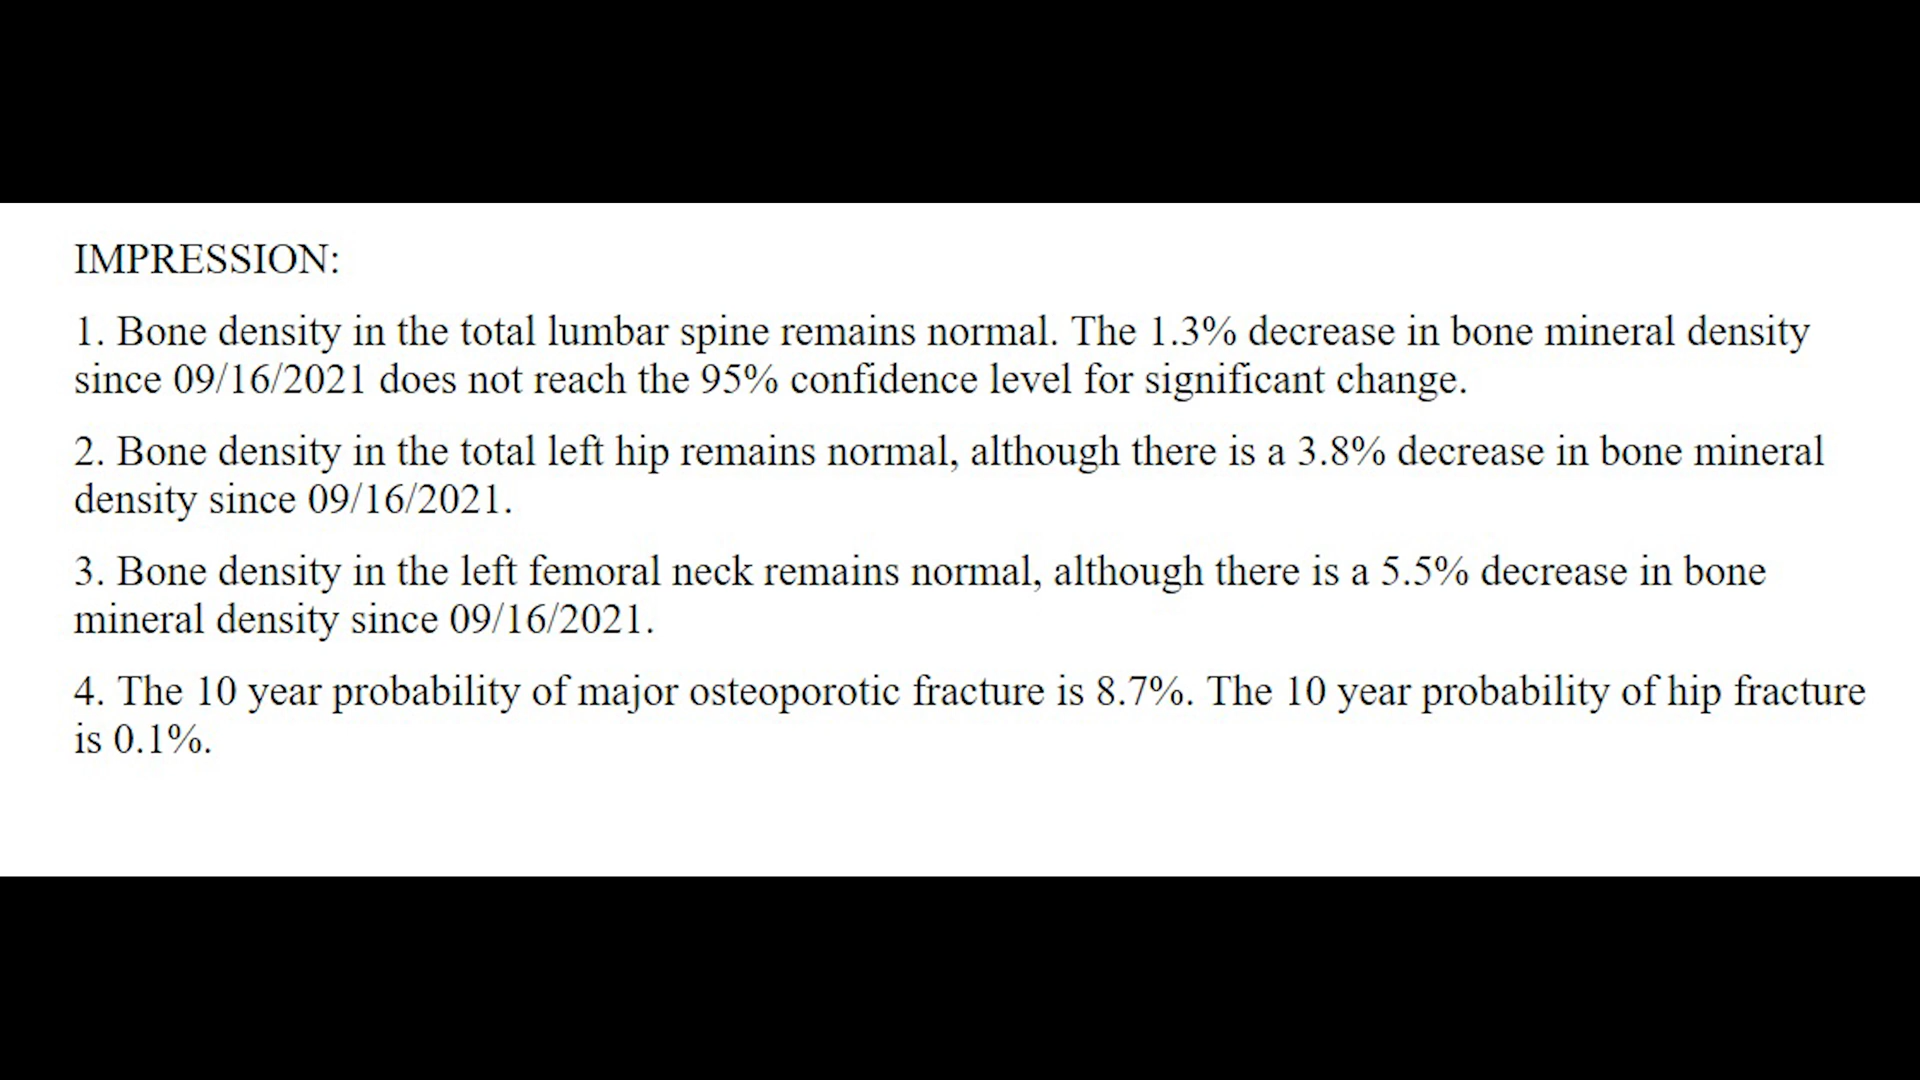 IMPRESSION:
1. Bone density in the total lumbar spine remains normal. The 1.3% decrease in bone mineral density
since 09/16/2021 does not reach the 95% confidence level for significant change.
2. Bone density in the total left hip remains normal, although there is a 3.8% decrease in bone mineral
density since 09/16/2021.
3. Bone density in the left femoral neck remains normal, although there is a 5.5% decrease in bone
mineral density since 09/16/2021.
4. The 10 year probability of major osteoporotic fracture is 8.7%. The 10 year probability of hip fracture
is 0.1%.